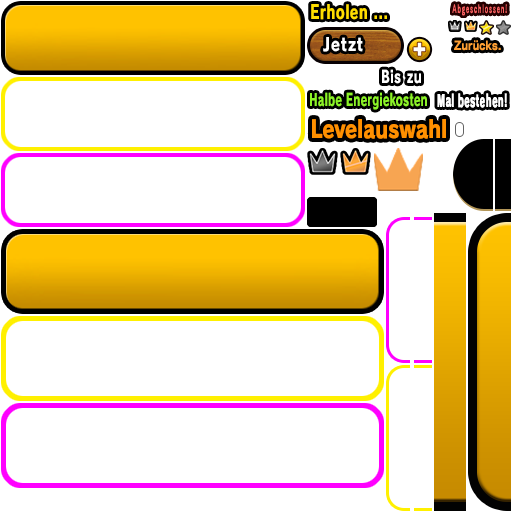 Erholen ...
Abgeschlossen!
Jetzt
Zurücks.
Bis zu
Halbe Energiekosten
Mal bestehen!
Levelauswahl